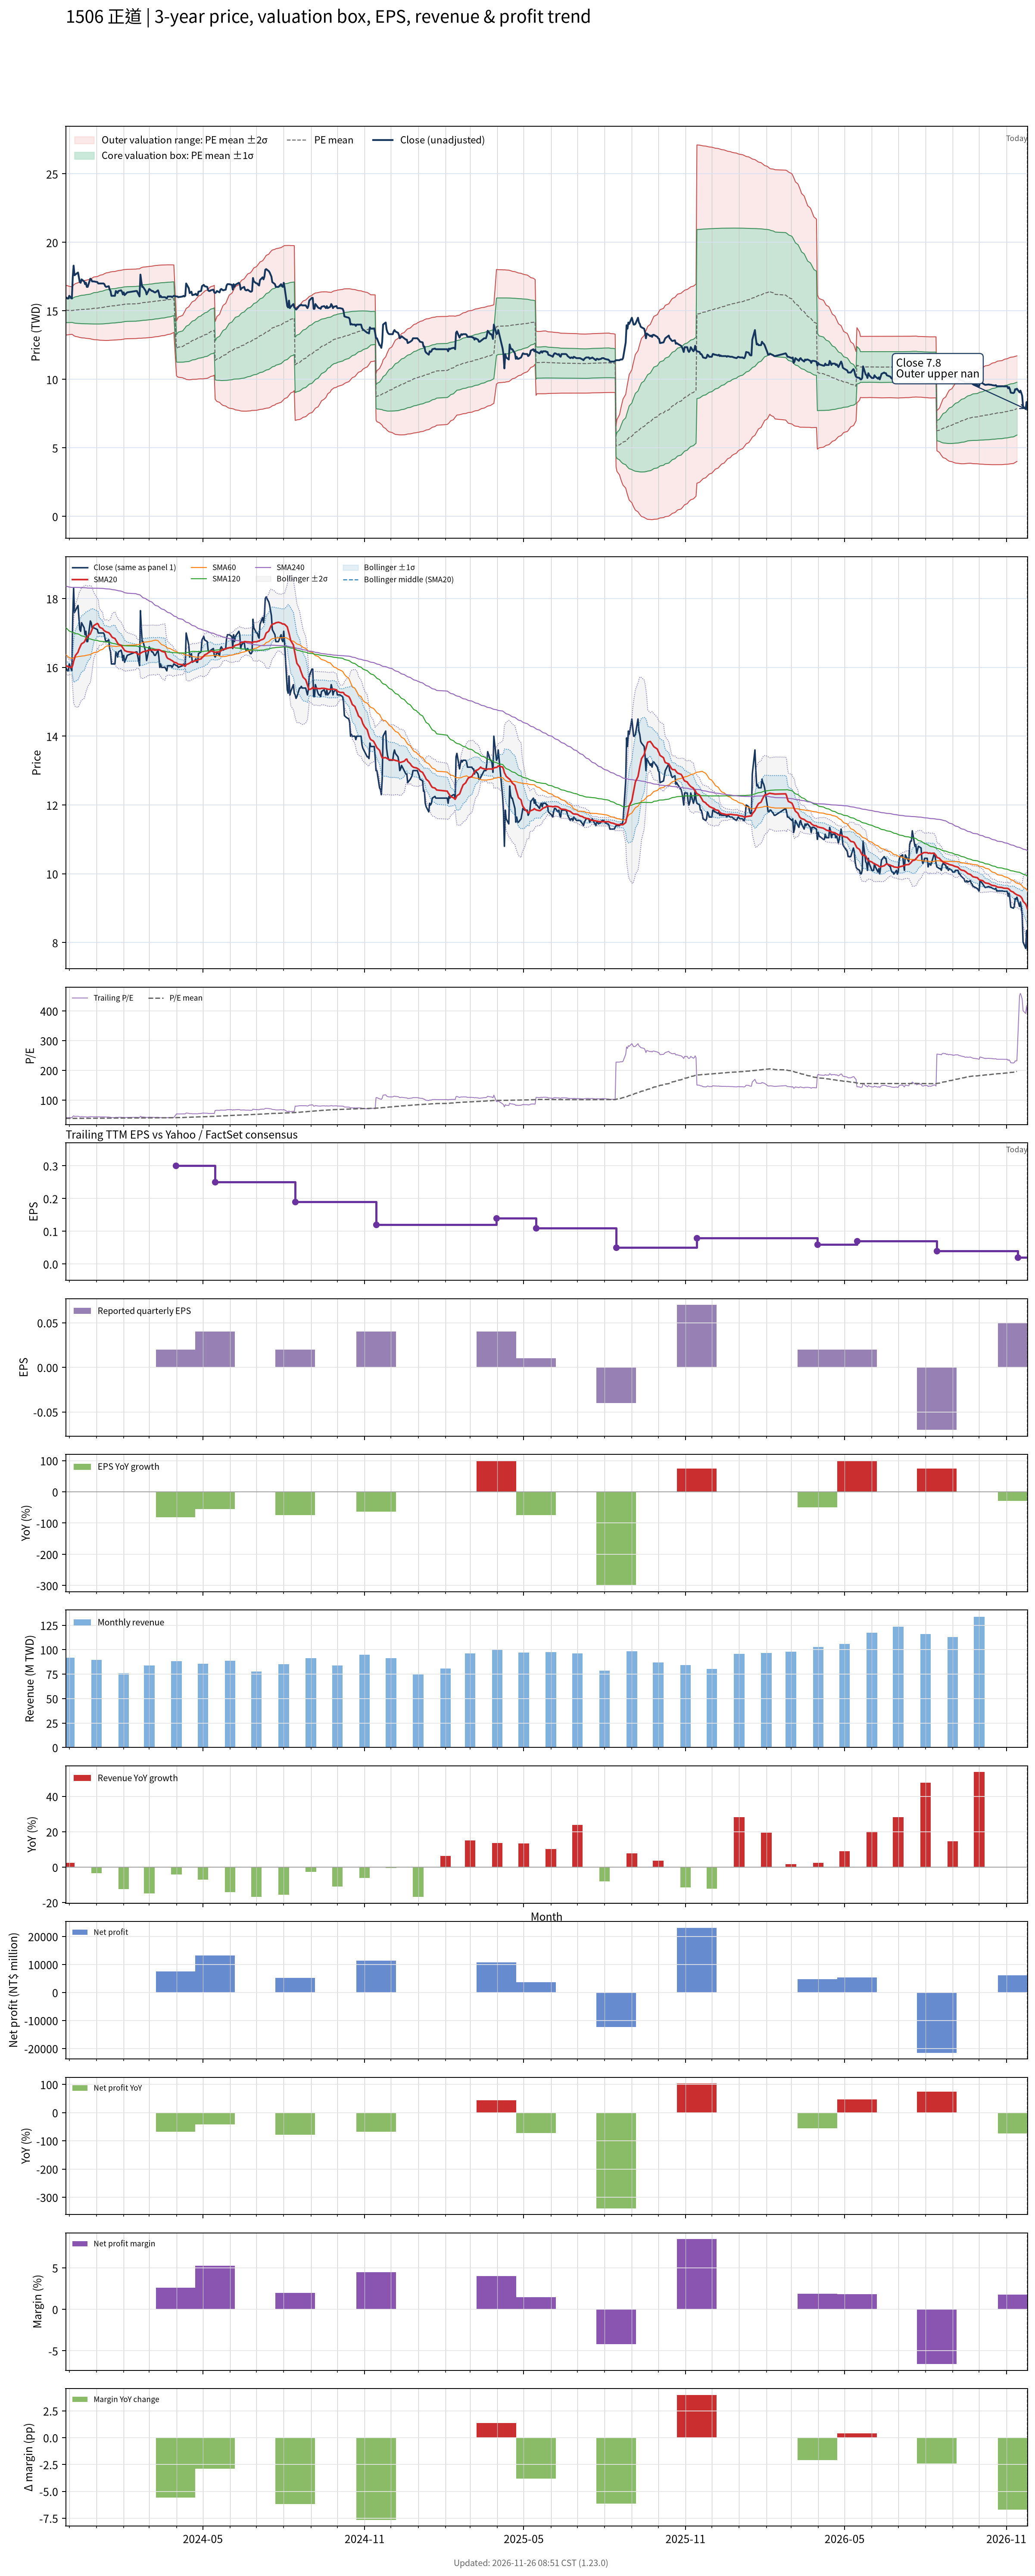 1506 正道 | 3-year price, valuation box, EPS, revenue & profit trend
Outer valuation range: PE mean ±2σ
Core valuation box: PE mean ±1σ
PE mean
Close (unadjusted)
Today
Price (TWD)
25
20
15
10
5
0
Close 7.8
Outer upper nan
Close (same as panel 1)
SMA20
SMA60
SMA120
SMA240
Bollinger ±2σ
Bollinger ±1σ
Bollinger middle (SMA20)
Price
18
16
14
12
10
8
Trailing P/E
P/E mean
P/E
400
300
200
100
Trailing TTM EPS vs Yahoo / FactSet consensus
Today
EPS
0.3
0.2
0.1
0.0
Reported quarterly EPS
EPS
0.05
0.00
-0.05
EPS YoY growth
YoY (%)
100
0
-100
-200
-300
Monthly revenue
Revenue (M TWD)
125
100
75
50
25
0
Revenue YoY growth
YoY (%)
40
20
0
-20
Month
Net profit
Net profit (NT$ million)
20000
10000
0
-10000
-20000
Net profit YoY
YoY (%)
100
0
-100
-200
-300
Net profit margin
Margin (%)
5
0
-5
Margin YoY change
Δ margin (pp)
2.5
0.0
-2.5
-5.0
-7.5
2024-05
2024-11
2025-05
2025-11
2026-05
2026-11
Updated: 2026-11-26 08:51 CST (1.23.0)